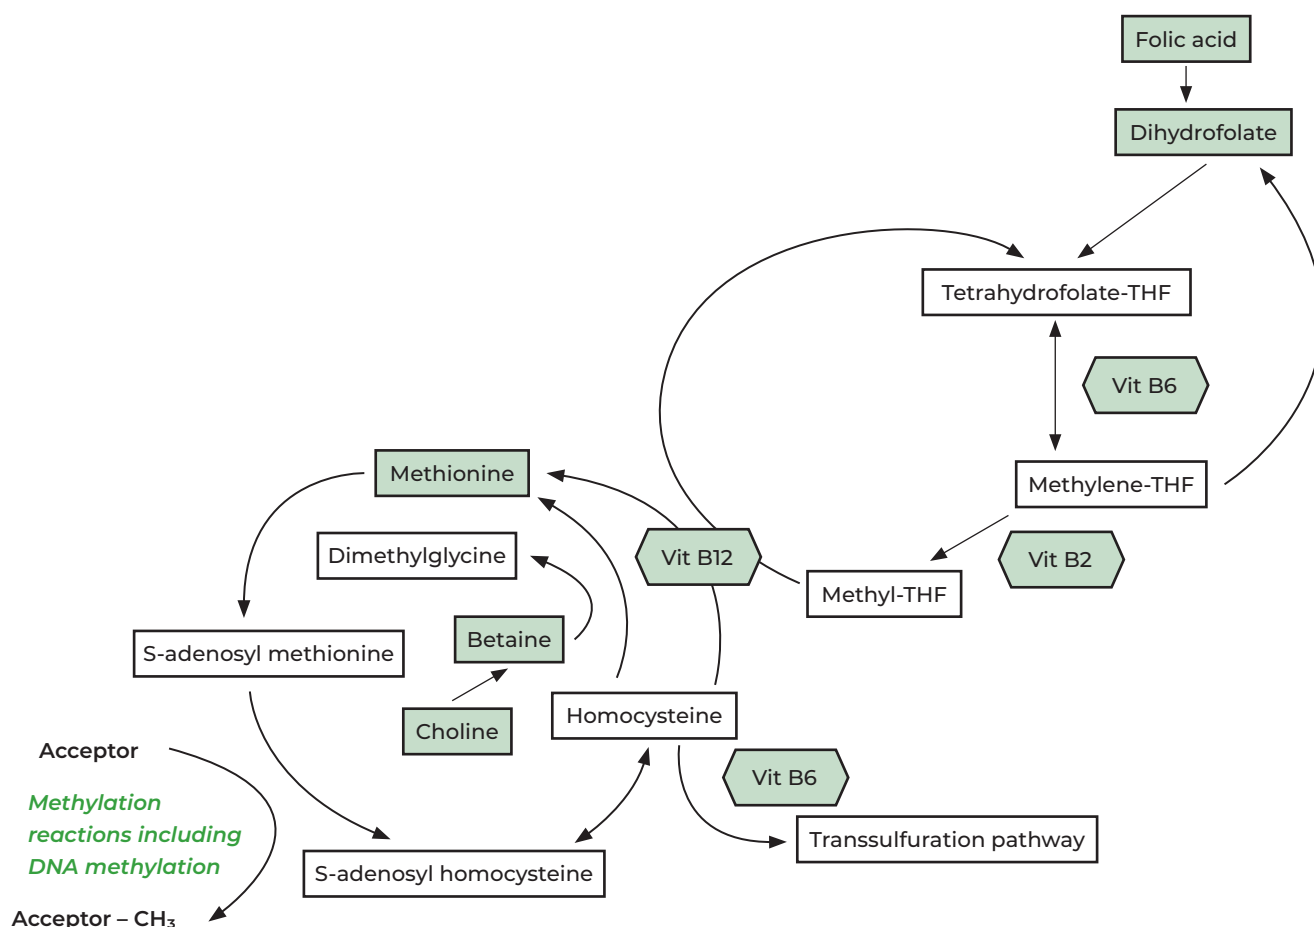 Folic acid
Dihydrofolate
Tetrahydrofolate-THF
Vit B6
Methionine
Methylene-THF
Dimethylglycine
Vit B12
Vit B2
Methyl-THF
Betaine
S-adenosyl methionine
Homocysteine
Choline
Acceptor
Vit B6
Methylation
reactions including
DNA methylation
Transsulfuration pathway
S-adenosyl homocysteine
Acceptor – CH₃